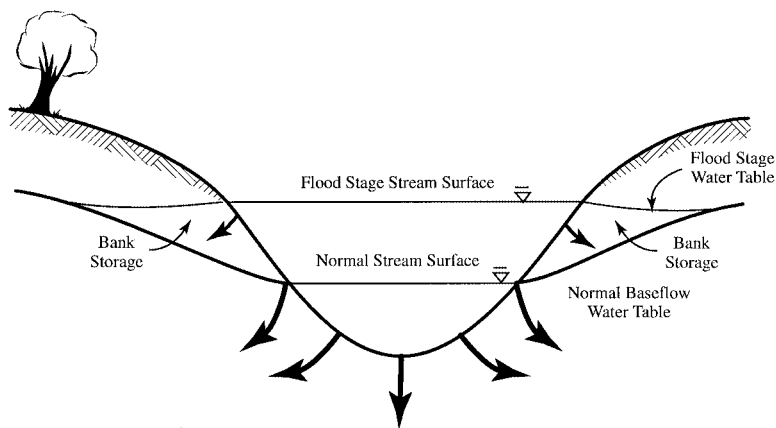 Flood Stage
Water Table
Flood Stage Stream Surface
Bank
Storage
Bank
Storage
Normal Stream Surface
Normal Baseflow
Water Table